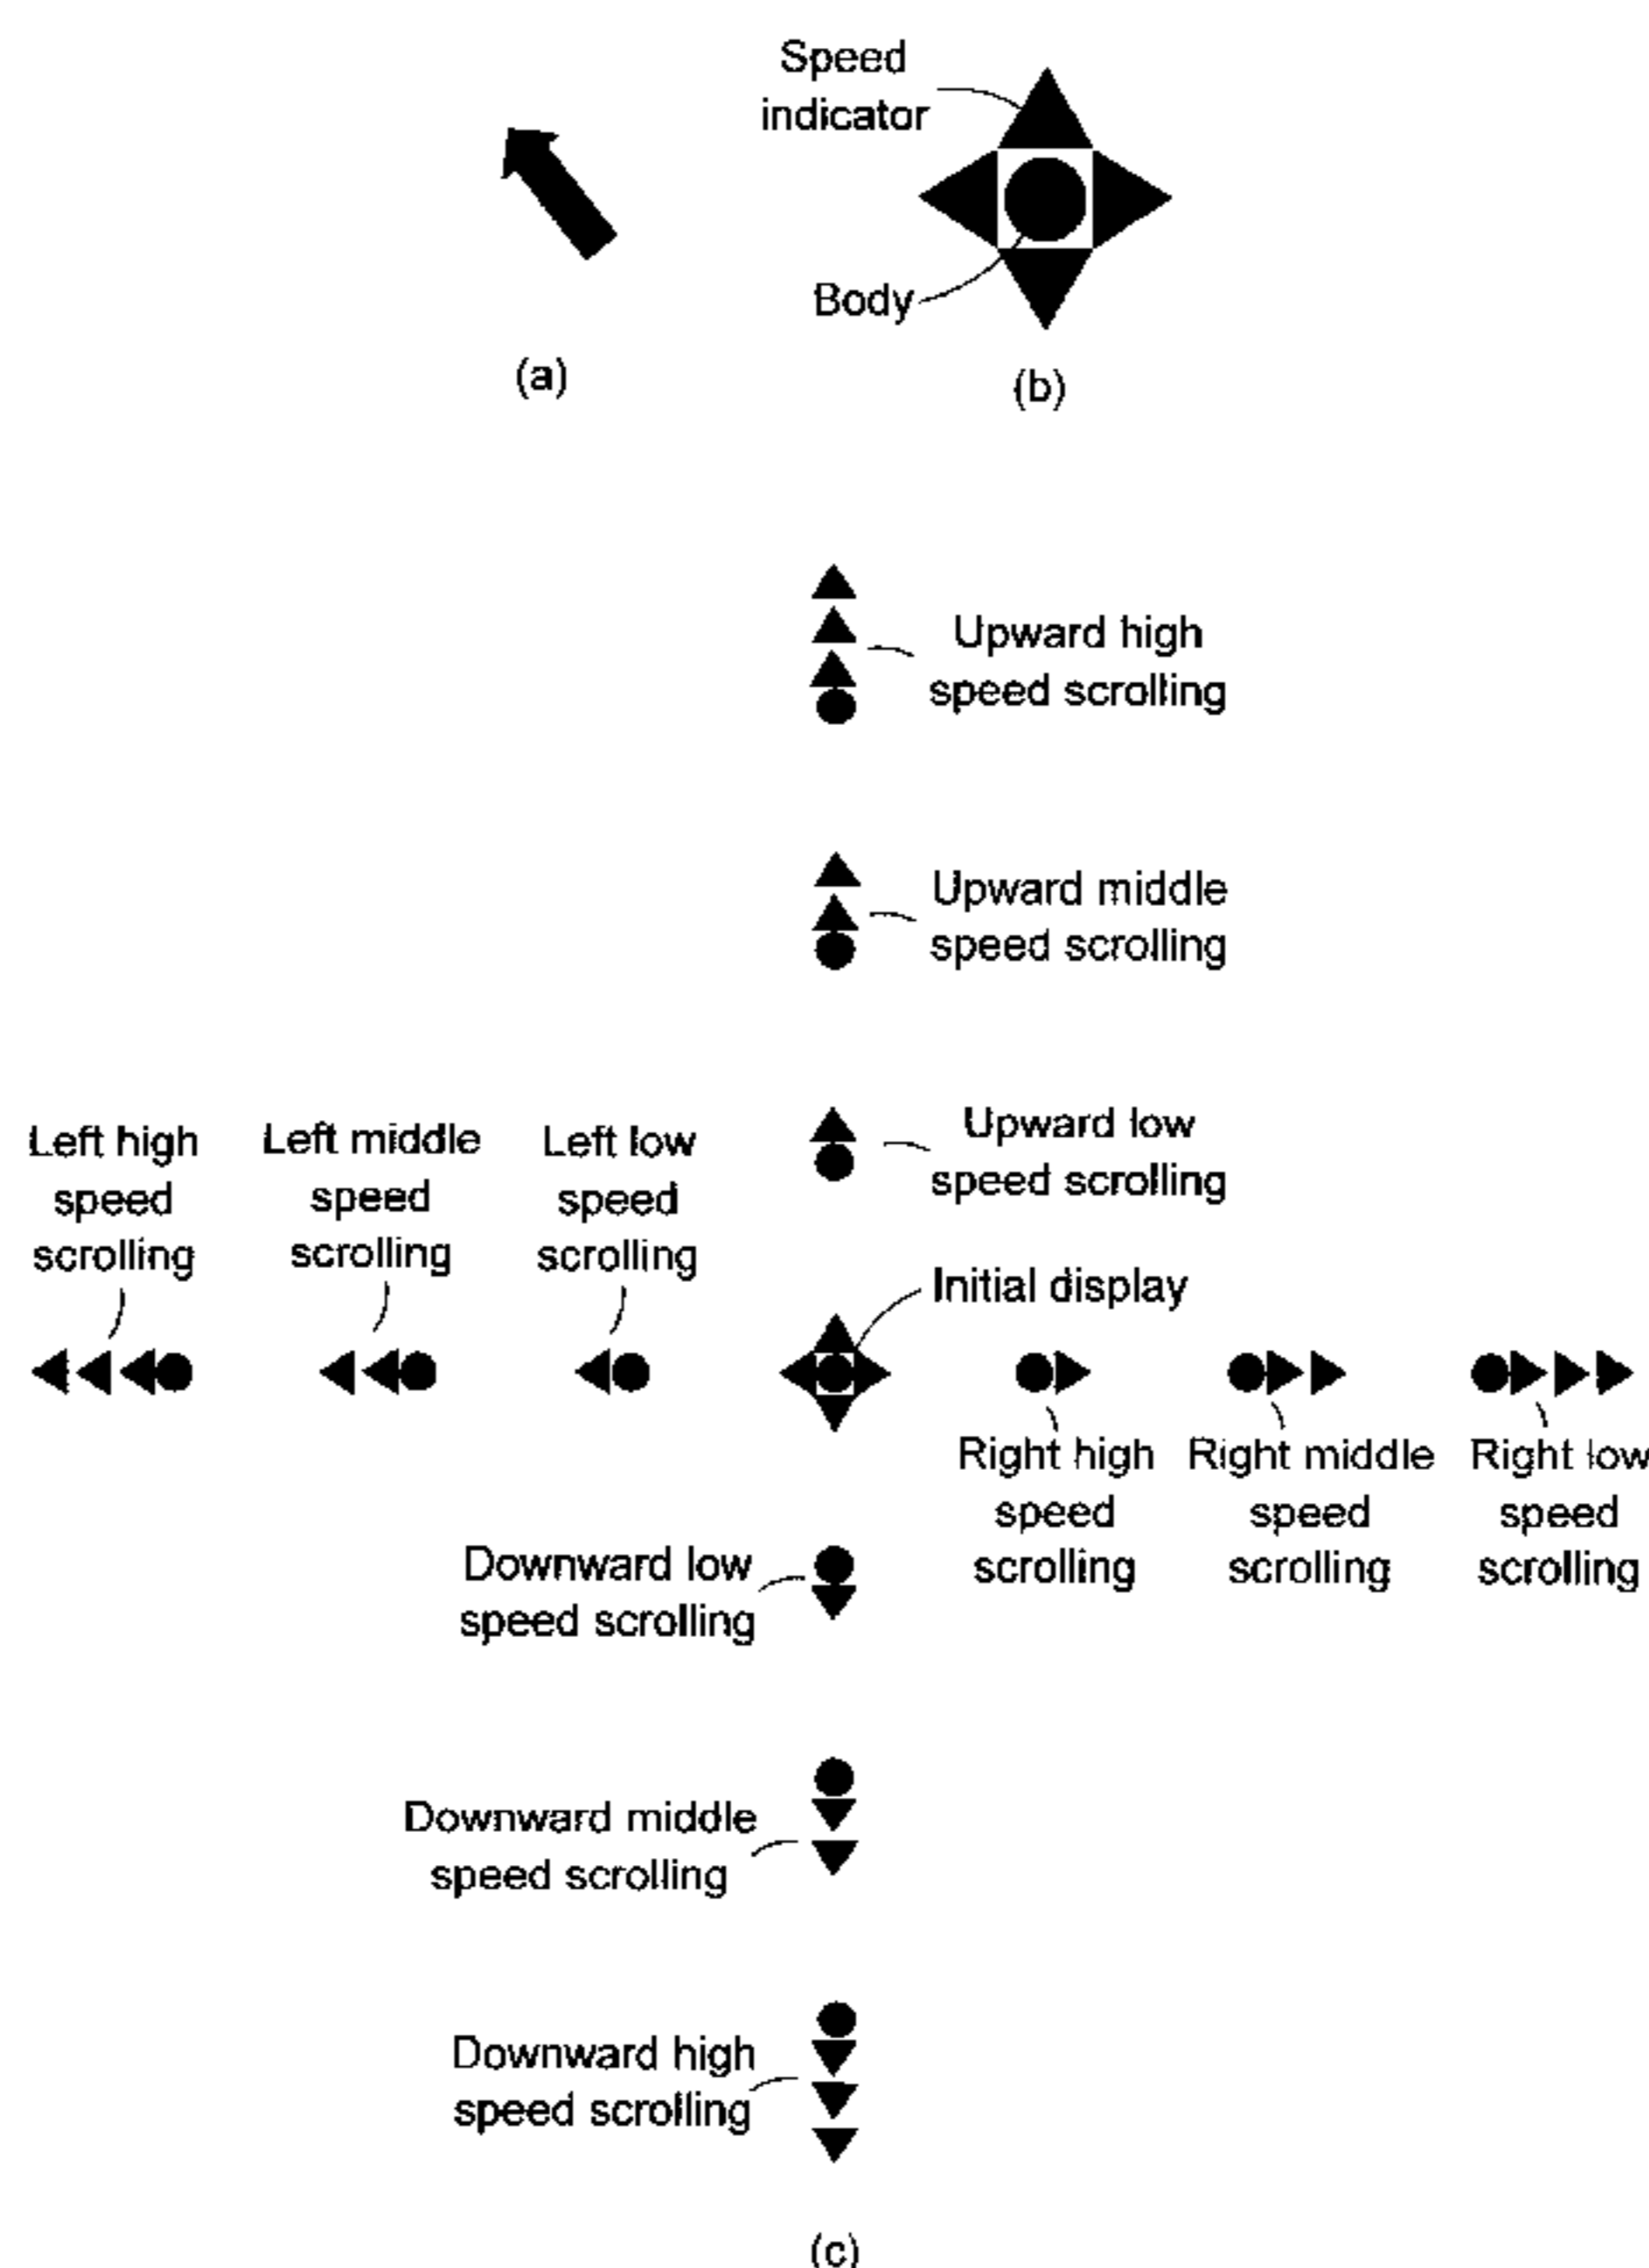 Speed
indicator
Body
(a)
(b)
Upward high
speed scrolling
Upward middle
speed scrolling
Upward low
speed scrolling
Left high
speed
scrolling
Left middle
speed
scrolling
Left low
speed
scrolling
Initial display
Right high
speed
scrolling
Right middle
speed
scrolling
Right low
speed
scrolling
Downward low
speed scrolling
Downward middle
speed scrolling
Downward high
speed scrolling
(c)